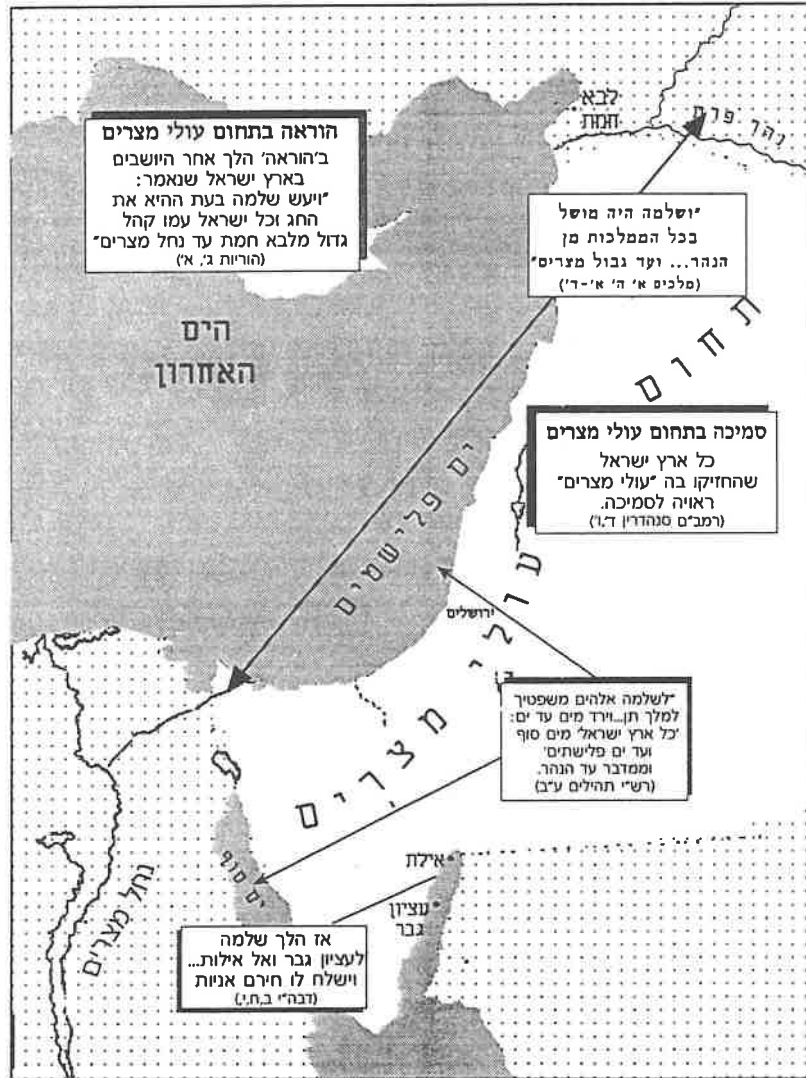 לבא
חמת
נהר פרת
הוראה בתחום עולי מצרים
ב'הוראה' הלך אחר היושבים
בארץ ישראל שנאמר:
"ויעש שלמה בעת ההיא את
החג וכל ישראל עמו קהל
גדול מלבא חמת עד נחל מצרים"
(הוריות ג', א')
"ושלמה היה מושל
בכל הממלכות מן
הנהר... ועד גבול מצרים"
(מלכים א' ה' א'-ד')
הים
האחרון
תחום עולי מצרים
סמיכה בתחום עולי מצרים
כל ארץ ישראל
שהחזיקו בה "עולי מצרים"
ראויה לסמיכה.
(רמב"ם סנהדרין ד',ו')
ים פלישתים
ירושלים
"לשלמה אלהים משפטיך
למלך תן...וירד מים עד ים:
'כל ארץ ישראל' מים סוף
ועד ים פלישתים'
וממדבר עד הנהר.
(רש"י תהילים ע"ב)
ים סוף
נחל מצרים
אילת
עציון
גבר
אז הלך שלמה
לעציון גבר ואל אילות...
וישלח לו חירם אניות
(דבה"י ב,ח,י,)